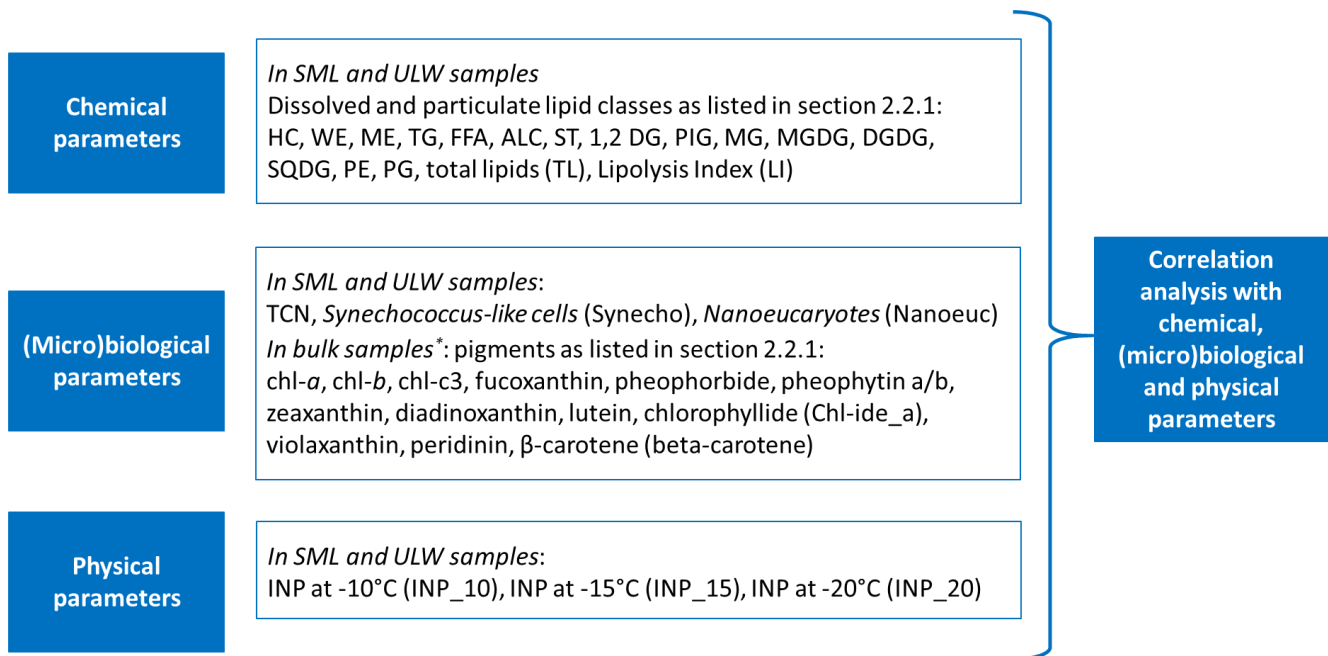 Chemical
parameters
In SML and ULW samples
Dissolved and particulate lipid classes as listed in section 2.2.1:
HC, WE, ME, TG, FFA, ALC, ST, 1,2 DG, PIG, MG, MGDG, DGDG,
SQDG, PE, PG, total lipids (TL), Lipolysis Index (LI)
(Micro)biological
parameters
In SML and ULW samples:
TCN, Synechococcus-like cells (Synecho), Nanoeucaryotes (Nanoeuc)
In bulk samples*: pigments as listed in section 2.2.1:
chl-a, chl-b, chl-c3, fucoxanthin, pheophorbide, pheophytin a/b,
zeaxanthin, diadinoxanthin, lutein, chlorophyllide (Chl-ide_a),
violaxanthin, peridinin, β-carotene (beta-carotene)
Physical
parameters
In SML and ULW samples:
INP at -10°C (INP_10), INP at -15°C (INP_15), INP at -20°C (INP_20)
Correlation
analysis with
chemical,
(micro)biological
and physical
parameters